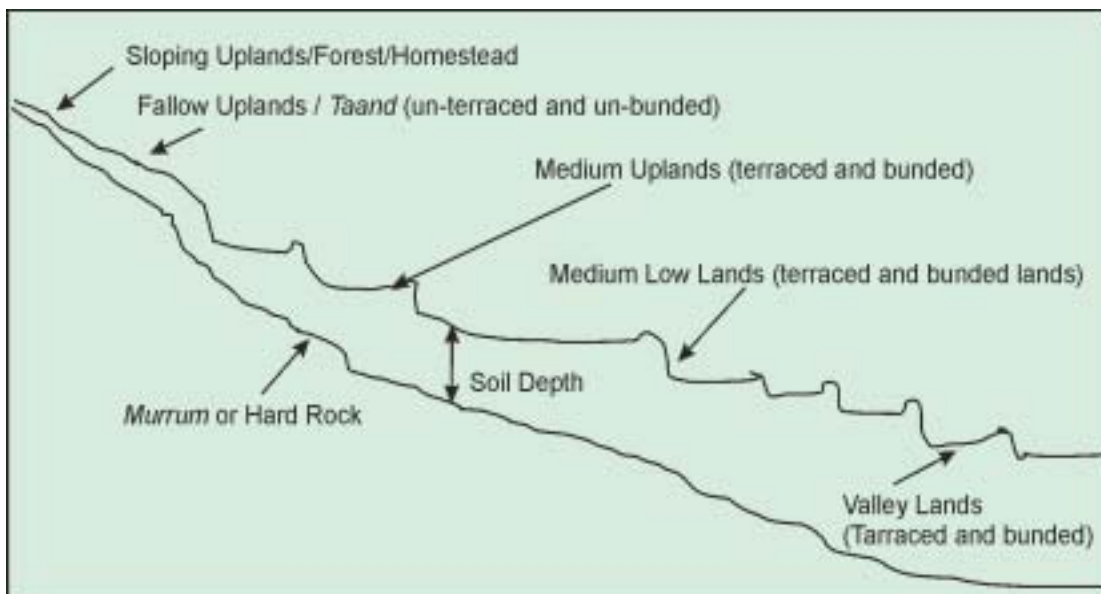 Sloping Uplands/Forest/Homestead
Fallow Uplands / Taand (un-terraced and un-bunded)
Medium Uplands (terraced and bunded)
Medium Low Lands (terraced and bunded lands)
Soil Depth
Murrum or Hard Rock
Valley Lands
(Tarraced and bunded)